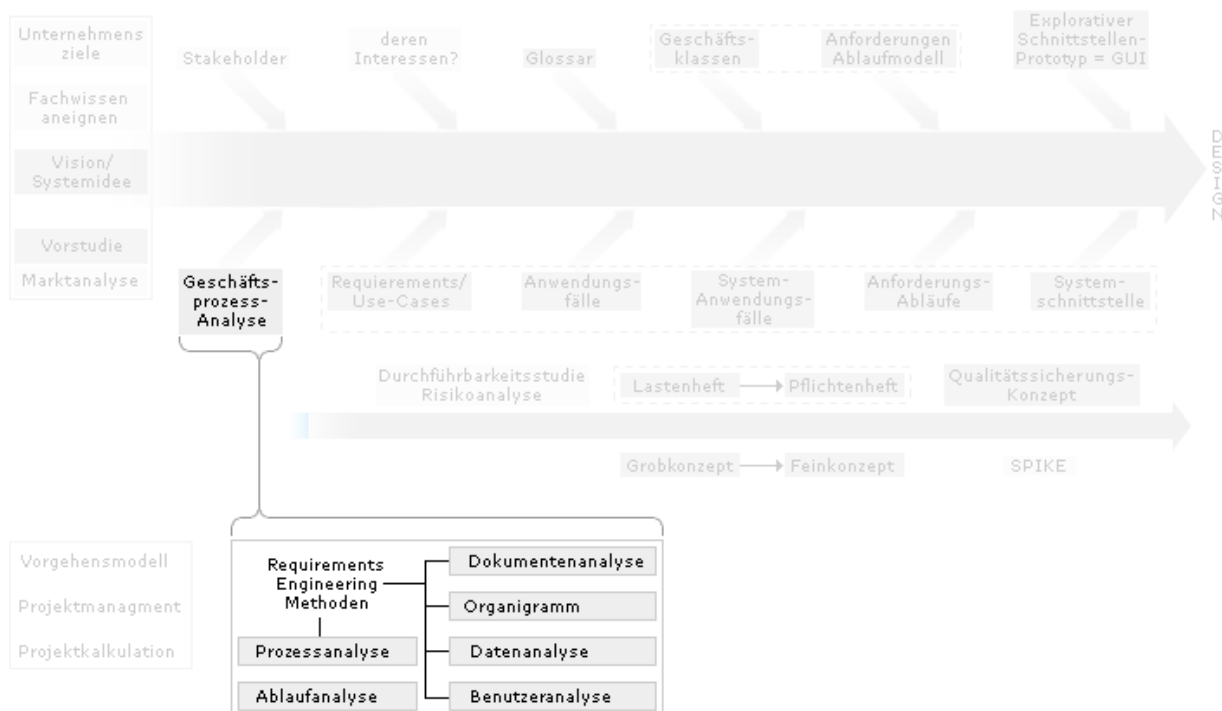 Unternehmens
ziele
Fachwissen
aneignen
Vision/
Systemidee
Vorstudie
Marktanalyse
Stakeholder
deren
Interessen?
Glossar
Geschäfts-
klassen
Anforderungen
Ablaufmodell
Explorativer
Schnittstellen-
Prototyp = GUI
DESIGN
Geschäfts-
prozess-
Analyse
Requierements/
Use-Cases
Anwendungs-
fälle
System-
Anwendungs-
fälle
Anforderungs-
Abläufe
System-
schnittstelle
Durchführbarkeitsstudie
Risikoanalyse
Lastenheft
Pflichtenheft
Qualitätssicherungs-
Konzept
Grobkonzept
Feinkonzept
SPIKE
Vorgehensmodell
Projektmanagment
Projektkalkulation
Requirements
Engineering
Methoden
Prozessanalyse
Ablaufanalyse
Dokumentenanalyse
Organigramm
Datenanalyse
Benutzeranalyse